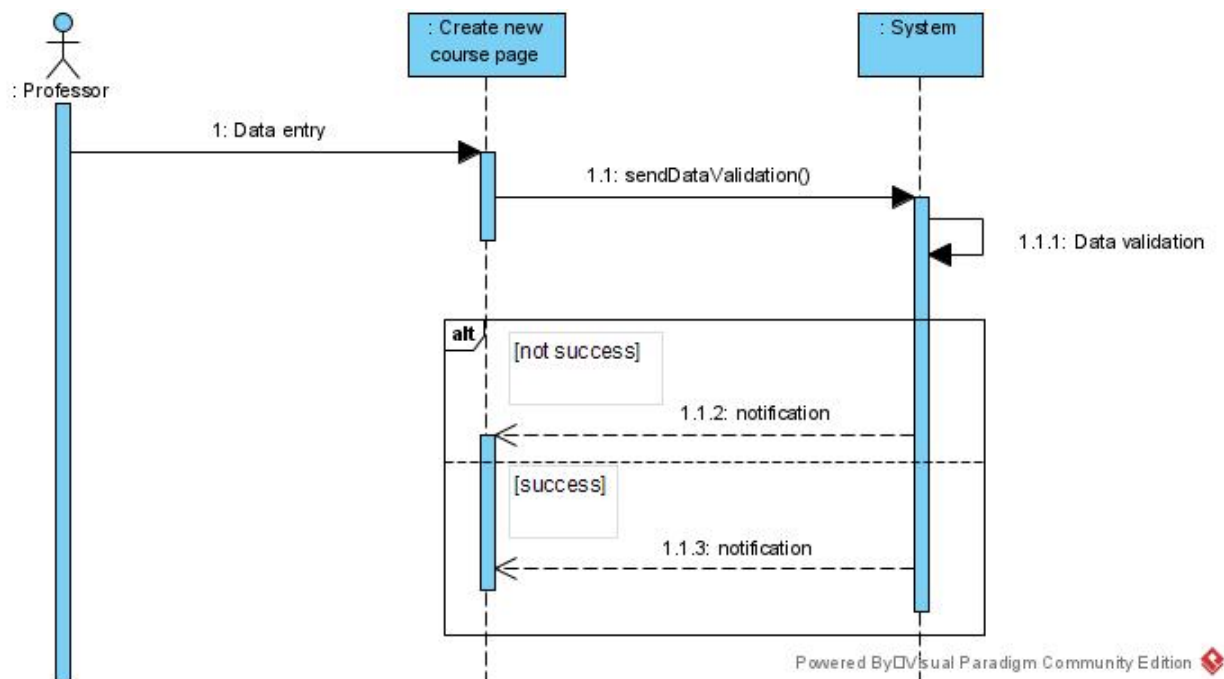 : Create new
course page
: System
: Professor
1: Data entry
1.1: sendDataValidation()
1.1.1: Data validation
alt
[not success]
1.1.2: notification
[success]
1.1.3: notification
Powered By□Visual Paradigm Community Edition